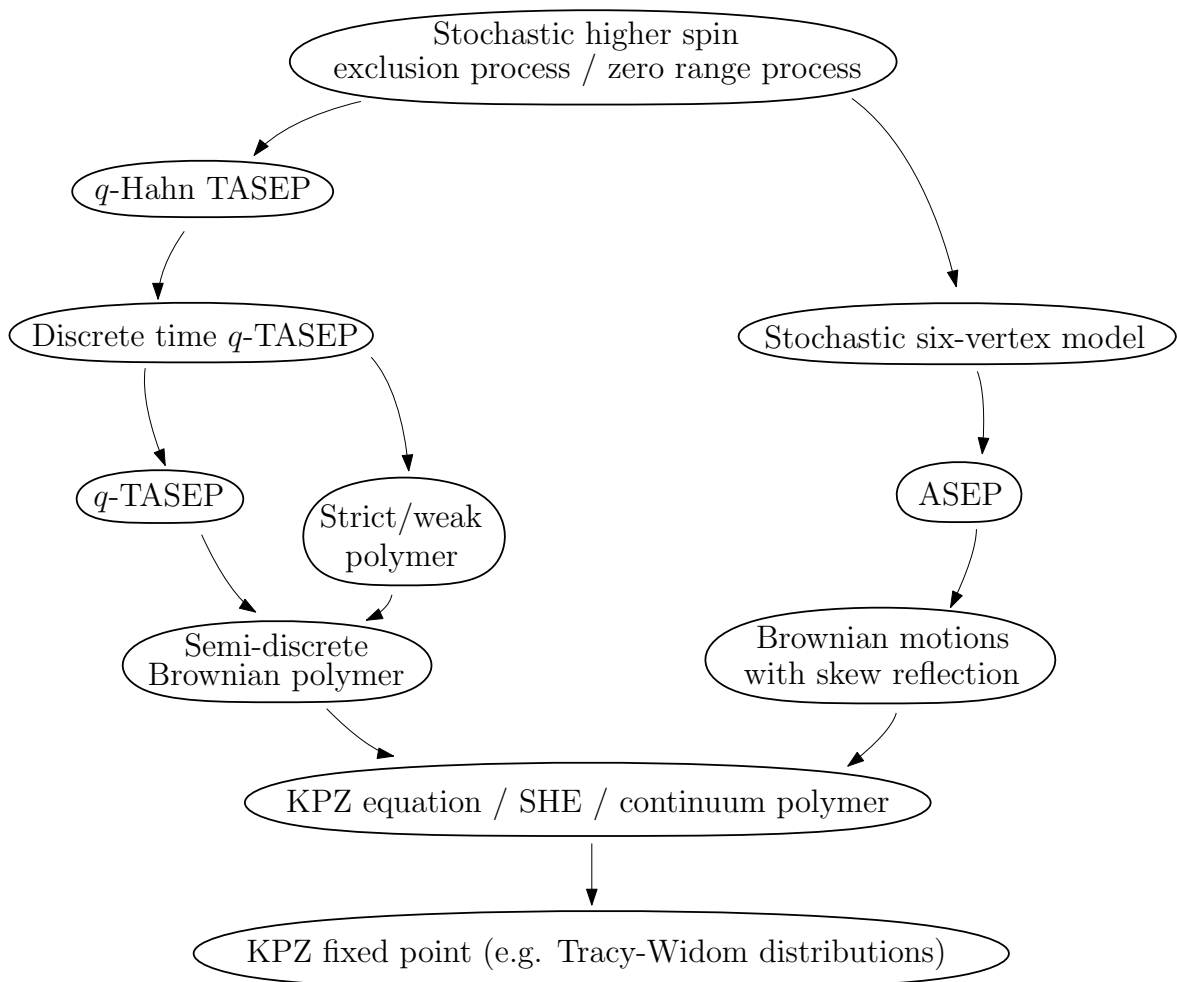 Stochastic higher spin
exclusion process / zero range process
q-Hahn TASEP
Discrete time q-TASEP
Stochastic six-vertex model
q-TASEP
Strict/weak
polymer
ASEP
Semi-discrete
Brownian polymer
Brownian motions
with skew reflection
KPZ equation / SHE / continuum polymer
KPZ fixed point (e.g. Tracy-Widom distributions)